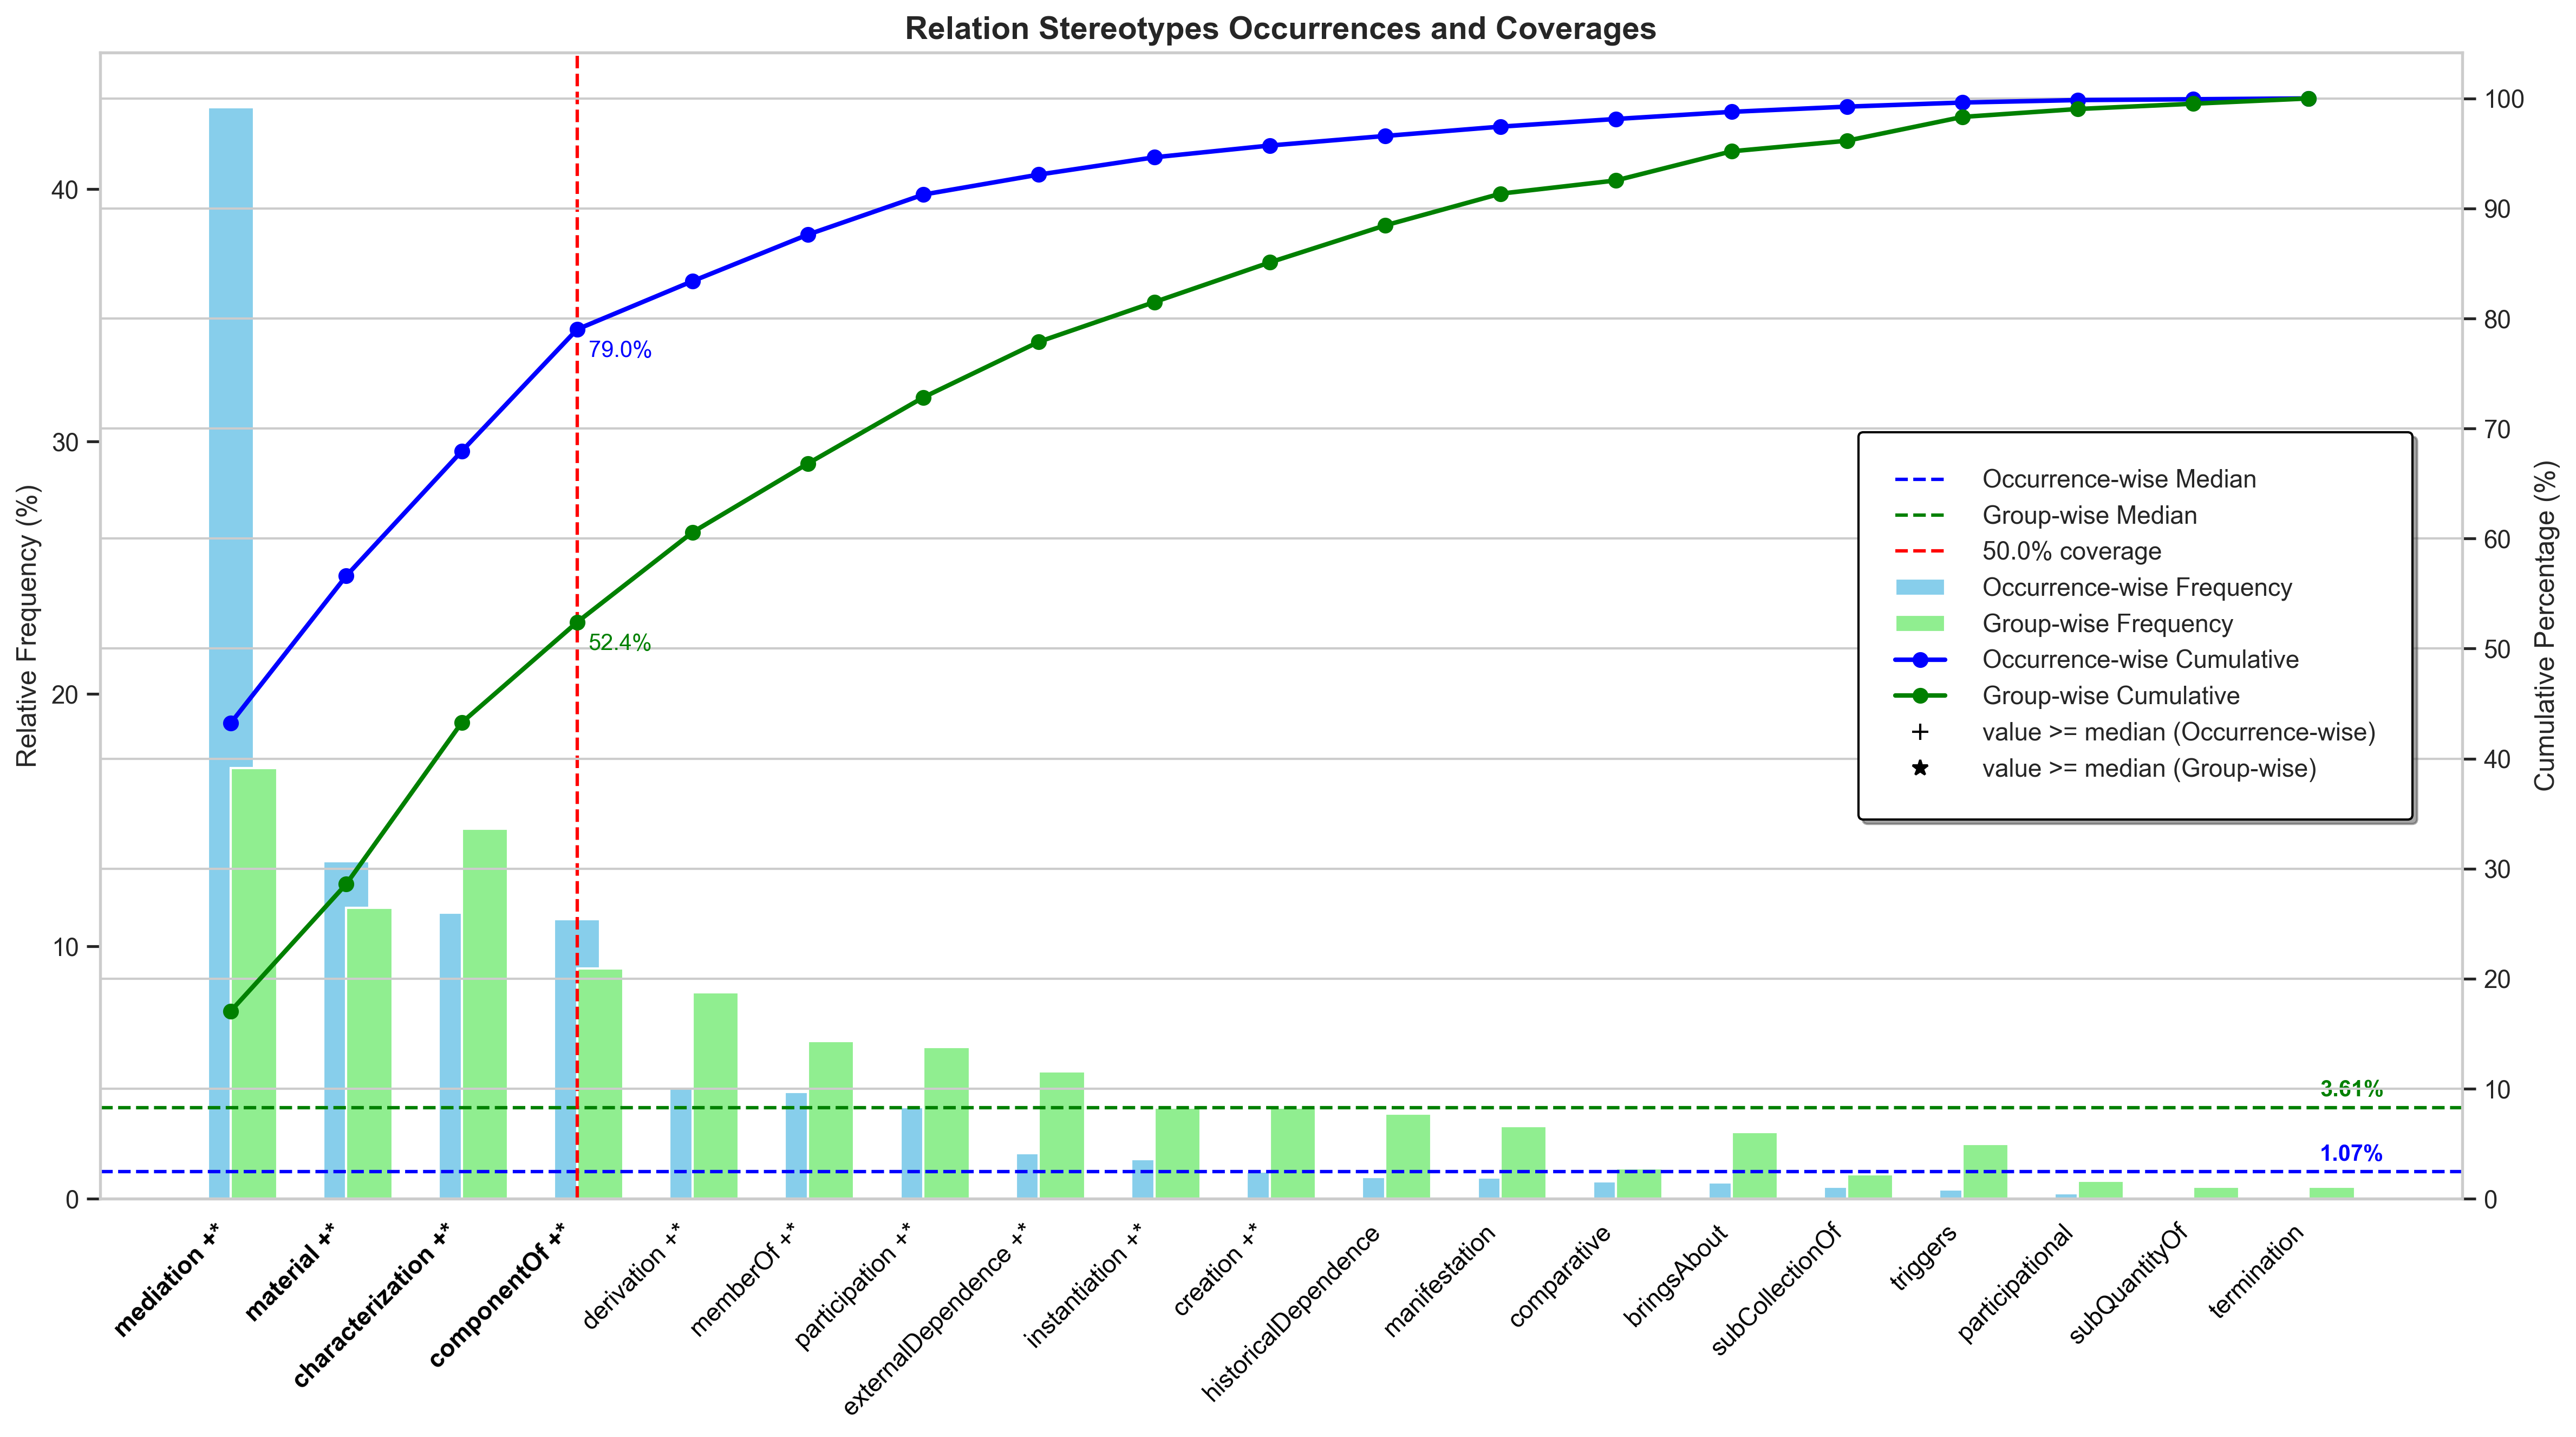 Relation Stereotypes Occurrences and Coverages
Relative Frequency (%)
40
30
20
10
0
100
90
80
70
60
50
40
30
20
10
0
Cumulative Percentage (%)
79.0%
52.4%
3.61%
1.07%
Occurrence-wise Median
Group-wise Median
50.0% coverage
Occurrence-wise Frequency
Group-wise Frequency
Occurrence-wise Cumulative
Group-wise Cumulative
value >= median (Occurrence-wise)
value >= median (Group-wise)
mediation +*
material +*
characterization +*
componentOf +*
derivation +*
memberOf +*
participation +*
externalDependence +*
instantiation +*
creation +*
historicalDependence
manifestation
comparative
bringsAbout
subCollectionOf
triggers
participational
subQuantityOf
termination